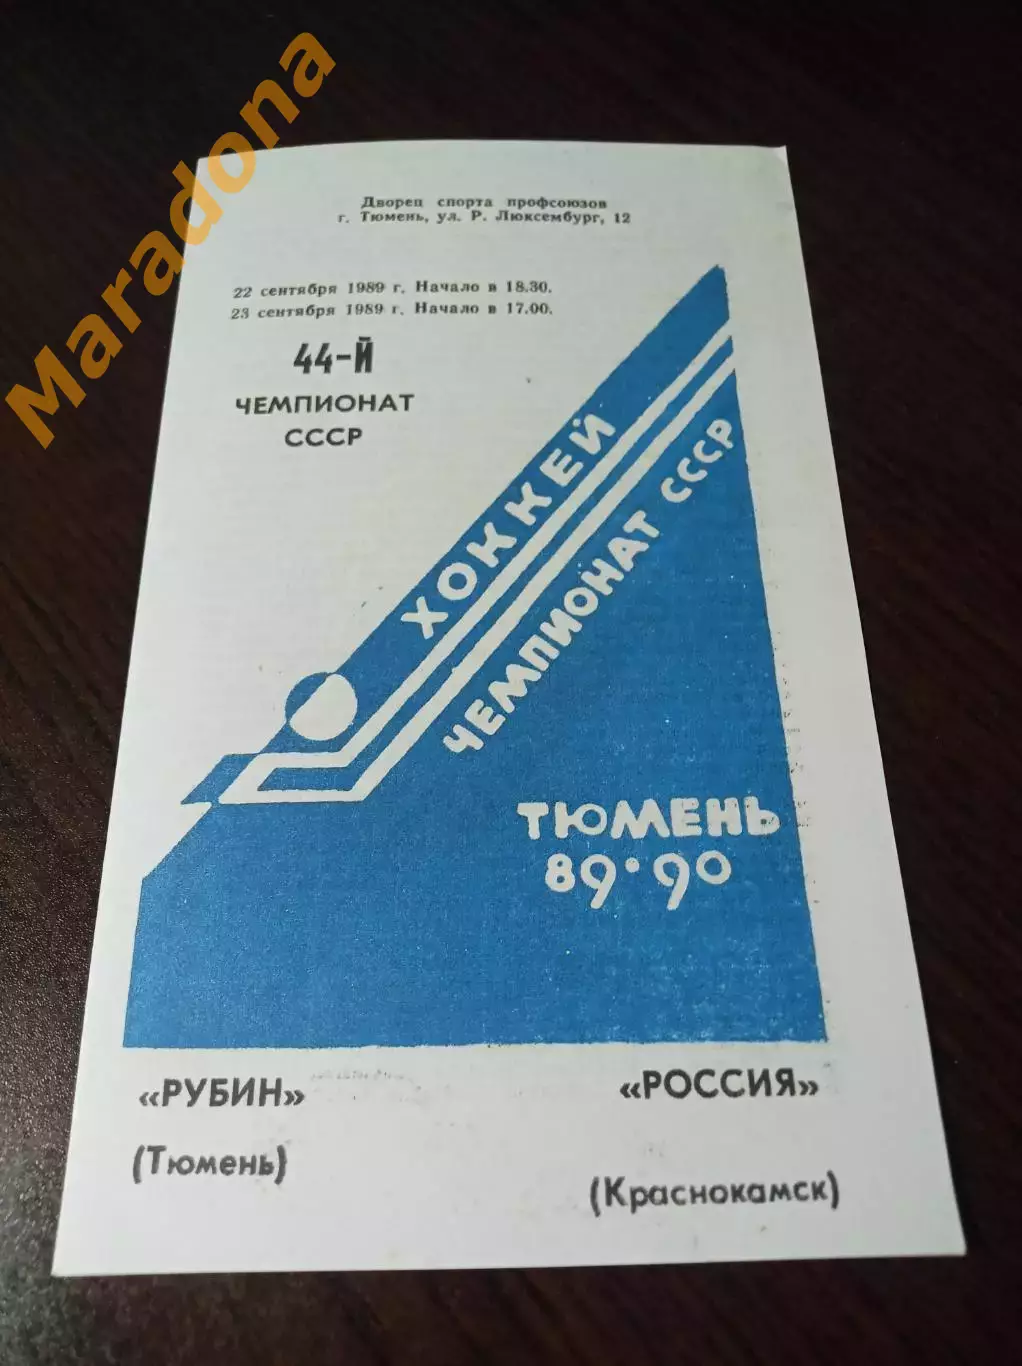 Maradona
Дворец спорта профсоюзов
г. Тюмень, ул. Р. Люксембург, 12
22 сентября 1989 г. Начало в 18.30.
23 сентября 1989 г. Начало в 17.00.
44-Й
ЧЕМПИОНАТ
СССР
ХОККЕЙ
ЧЕМПИОНАТ СССР
ТЮМЕНЬ
89•90
«РУБИН»
(Тюмень)
«РОССИЯ»
(Краснокамск)